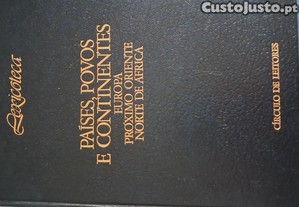 CustoJusto.pt
Lexicoteca
PAÍSES, POVOS
E CONTINENTES
EUROPA
PRÓXIMO ORIENTE
NORTE DE ÁFRICA
CÍRCULO DE LEITORES